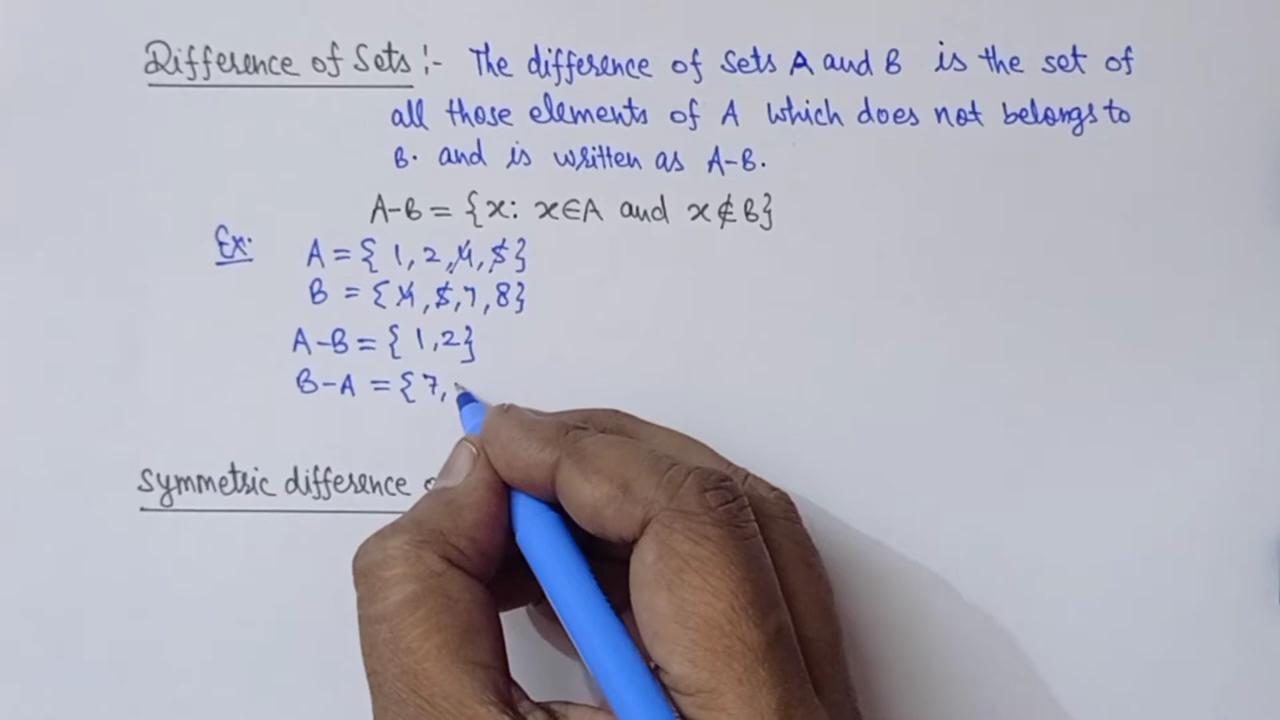 Difference of Sets :- The difference of sets A and B is the set of
all those elements of A which does not belongs to
B. and is written as A-B.
A-B = {x: x∈A and x∉B}
Ex: A = { 1, 2, 4, 5}
B = {4, 5, 7, 8}
A-B = { 1, 2}
B-A = { 7,
Symmetric difference